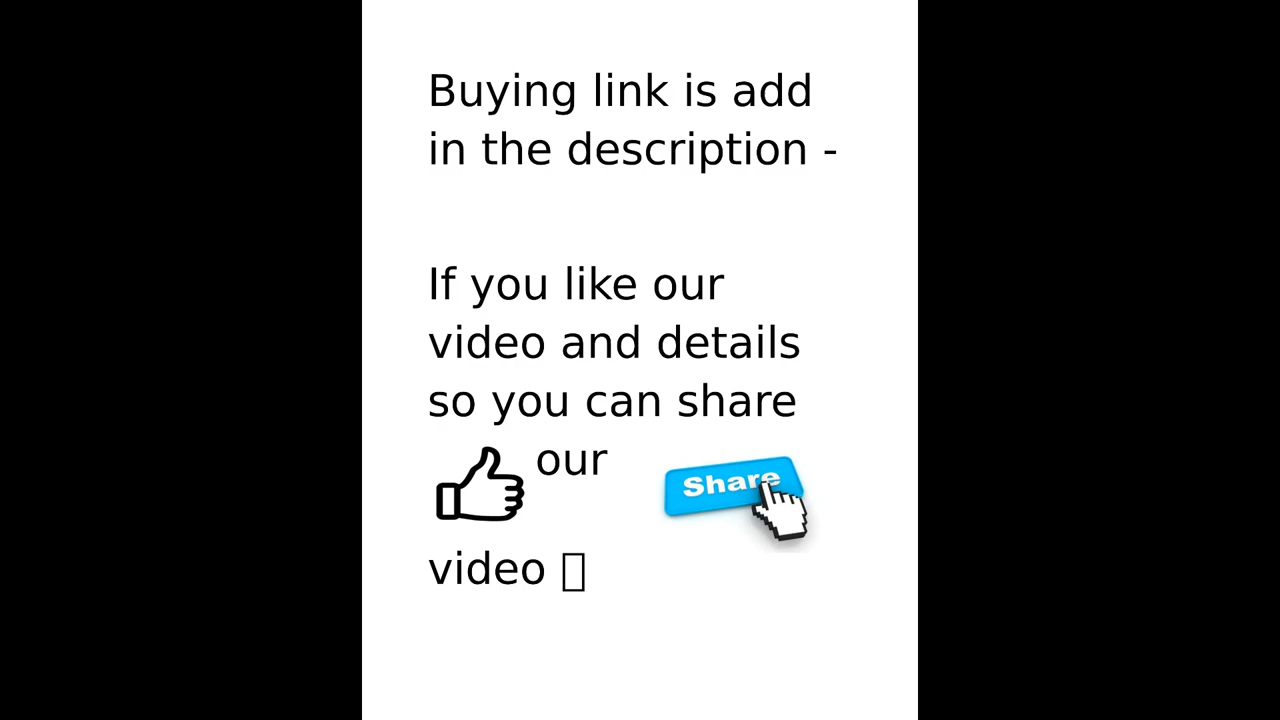 Buying link is add
in the description -
If you like our
video and details
so you can share
our
Share
video